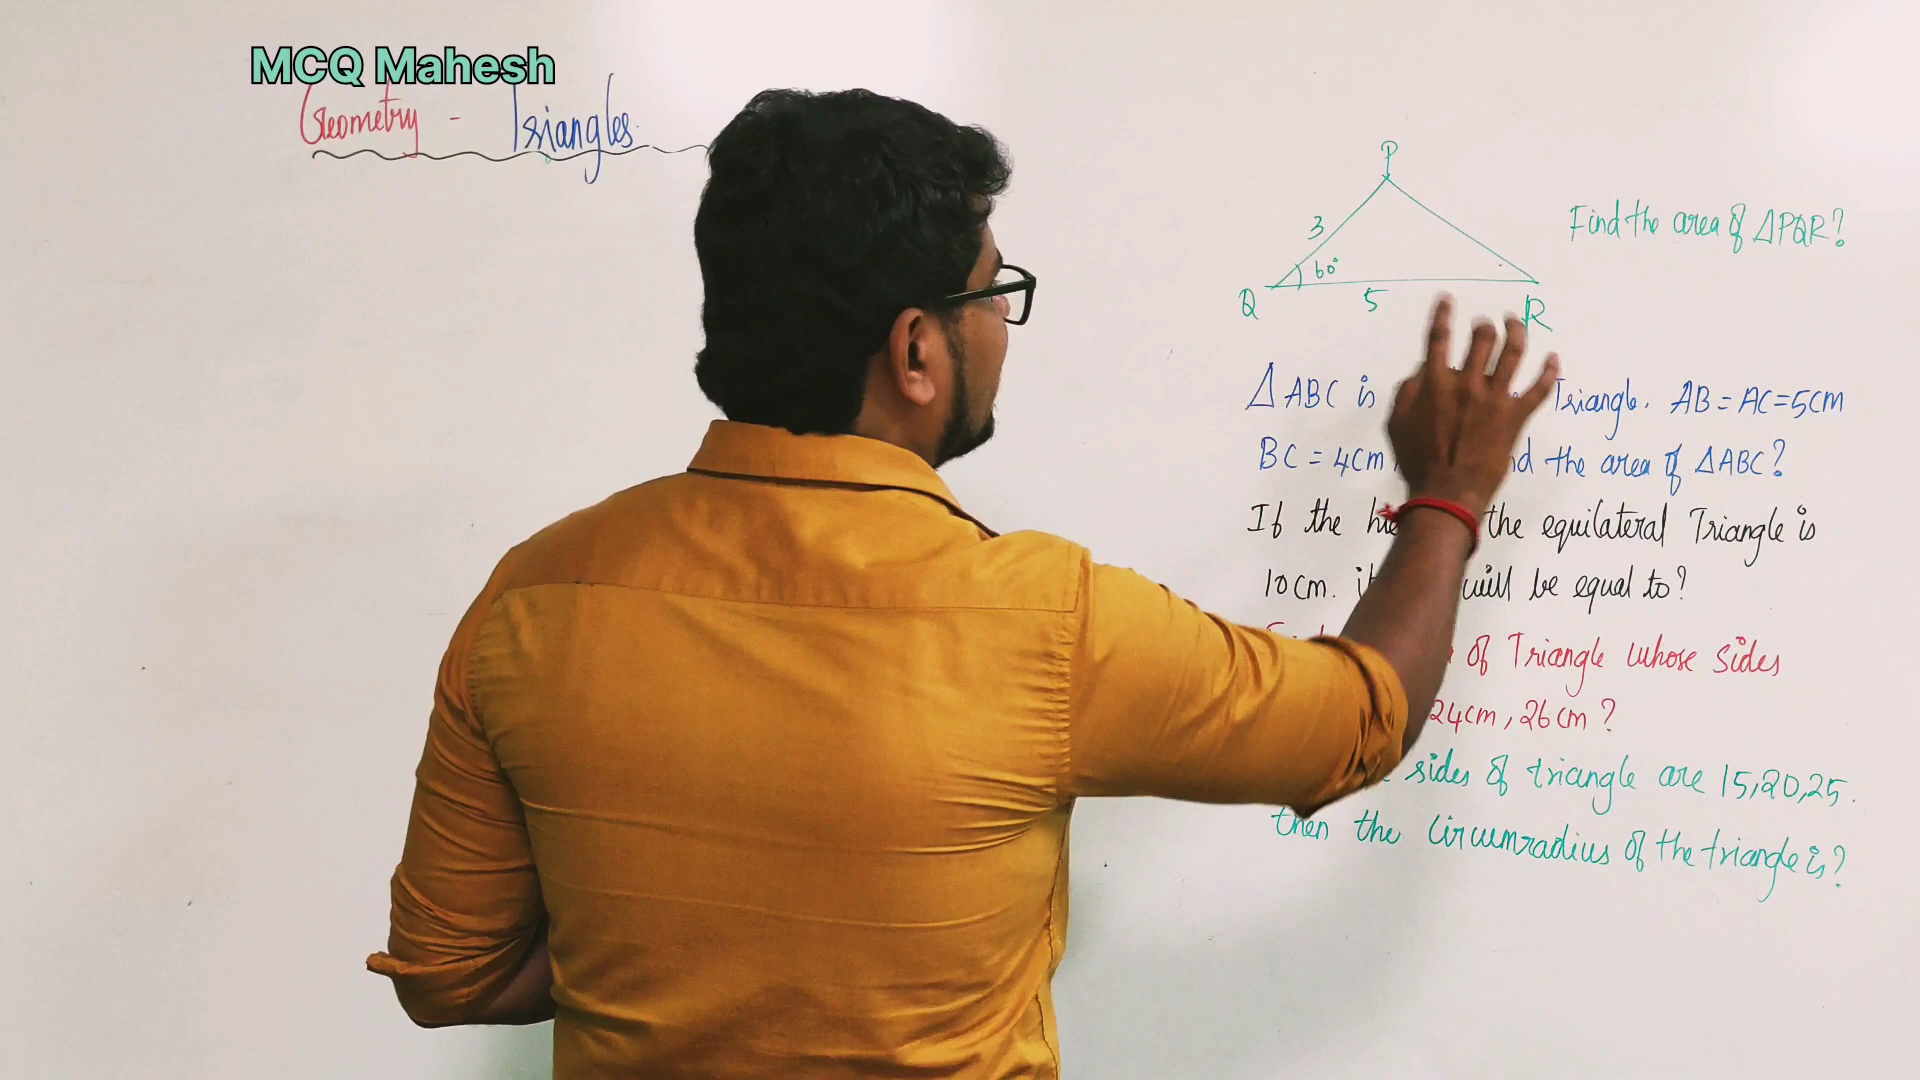 MCQ Mahesh
Geometry - Triangles.
P
3
60°
Q
5
R
Find the area of ΔPQR?
Δ ABC is Triangle. AB = AC = 5cm
BC = 4cm the area of ΔABC?
If the the equilateral Triangle is
10cm. will be equal to?
of Triangle whose sides
24cm, 26cm?
sides of triangle are 15,20,25.
then the Circumradius of the triangle is?